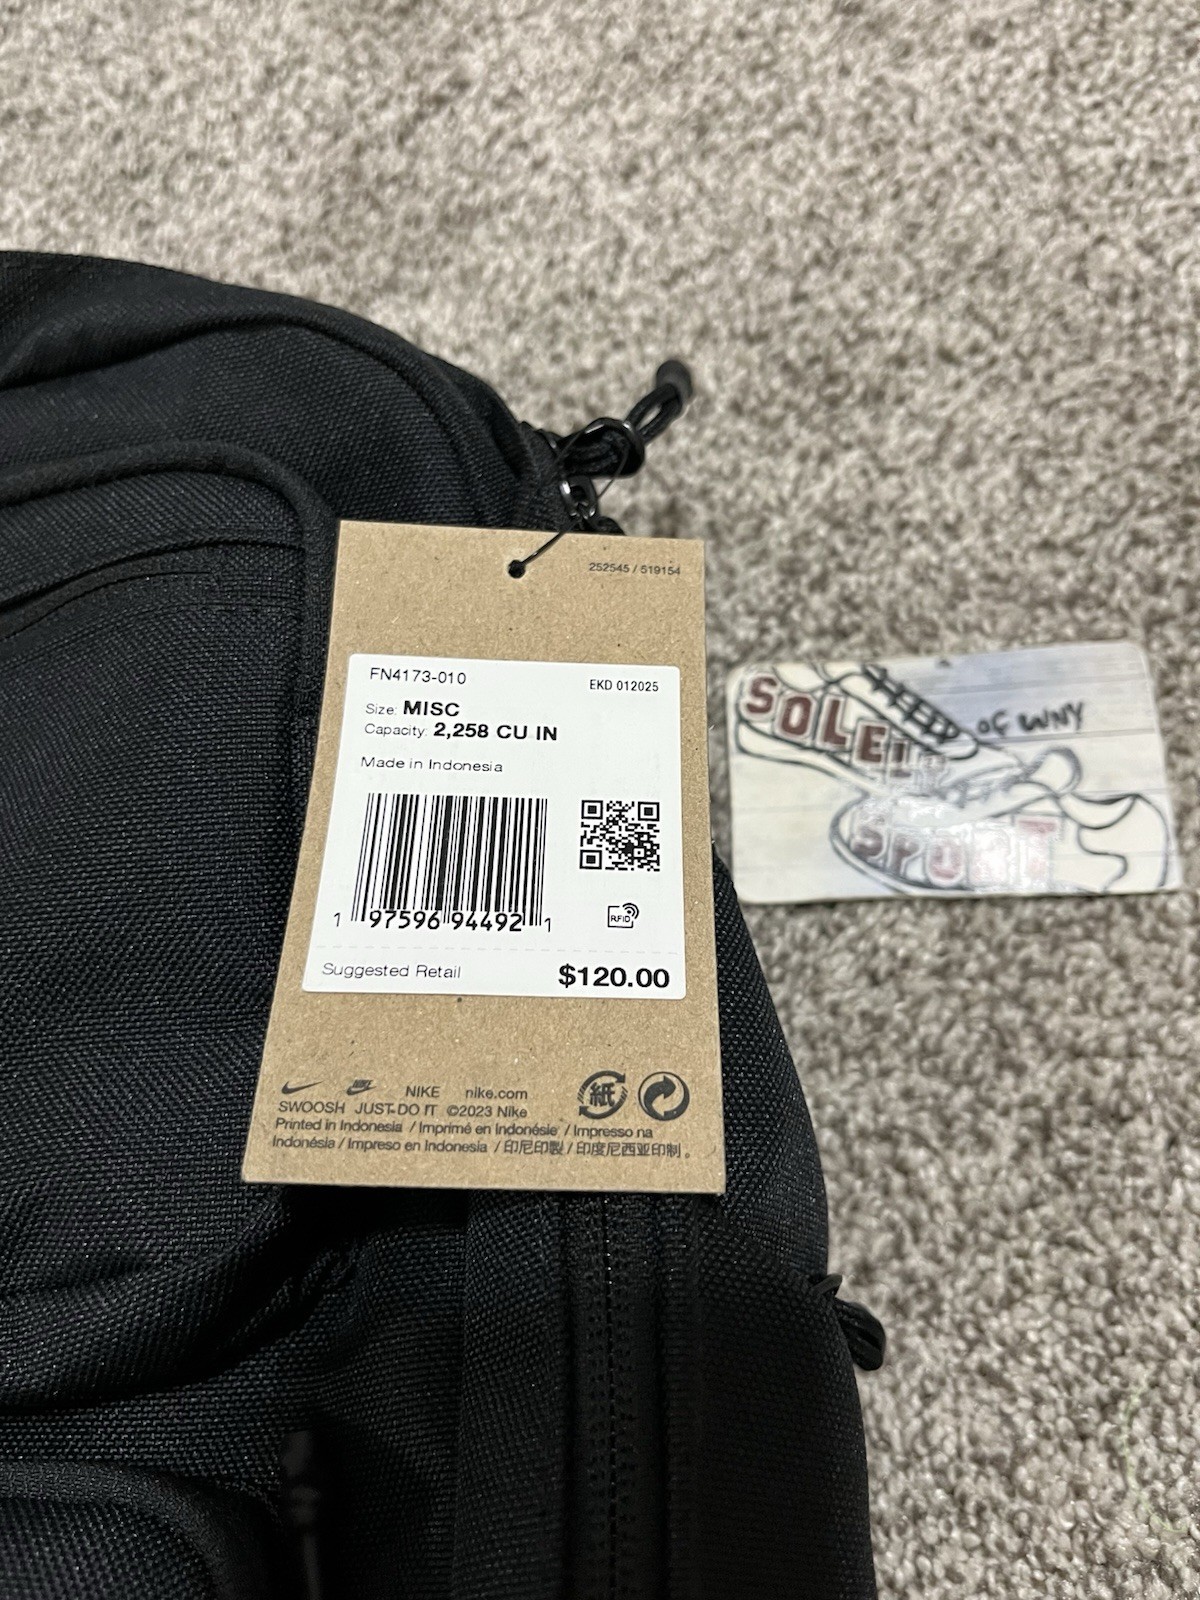 252545 / 519154
FN4173-010
EKD 012025
Size: MISC
Capacity: 2,258 CU IN
Made in Indonesia
1 97596 94492 1
RFID
Suggested Retail $120.00
NIKE nike.com
SWOOSH JUST DO IT ©2023 Nike
Printed in Indonesia / Imprimé en Indonésie / Impresso na
Indonésia / Impreso en Indonesia / 印尼印製 / 印度尼西亚印制。
紙
OF WNY
SPORT